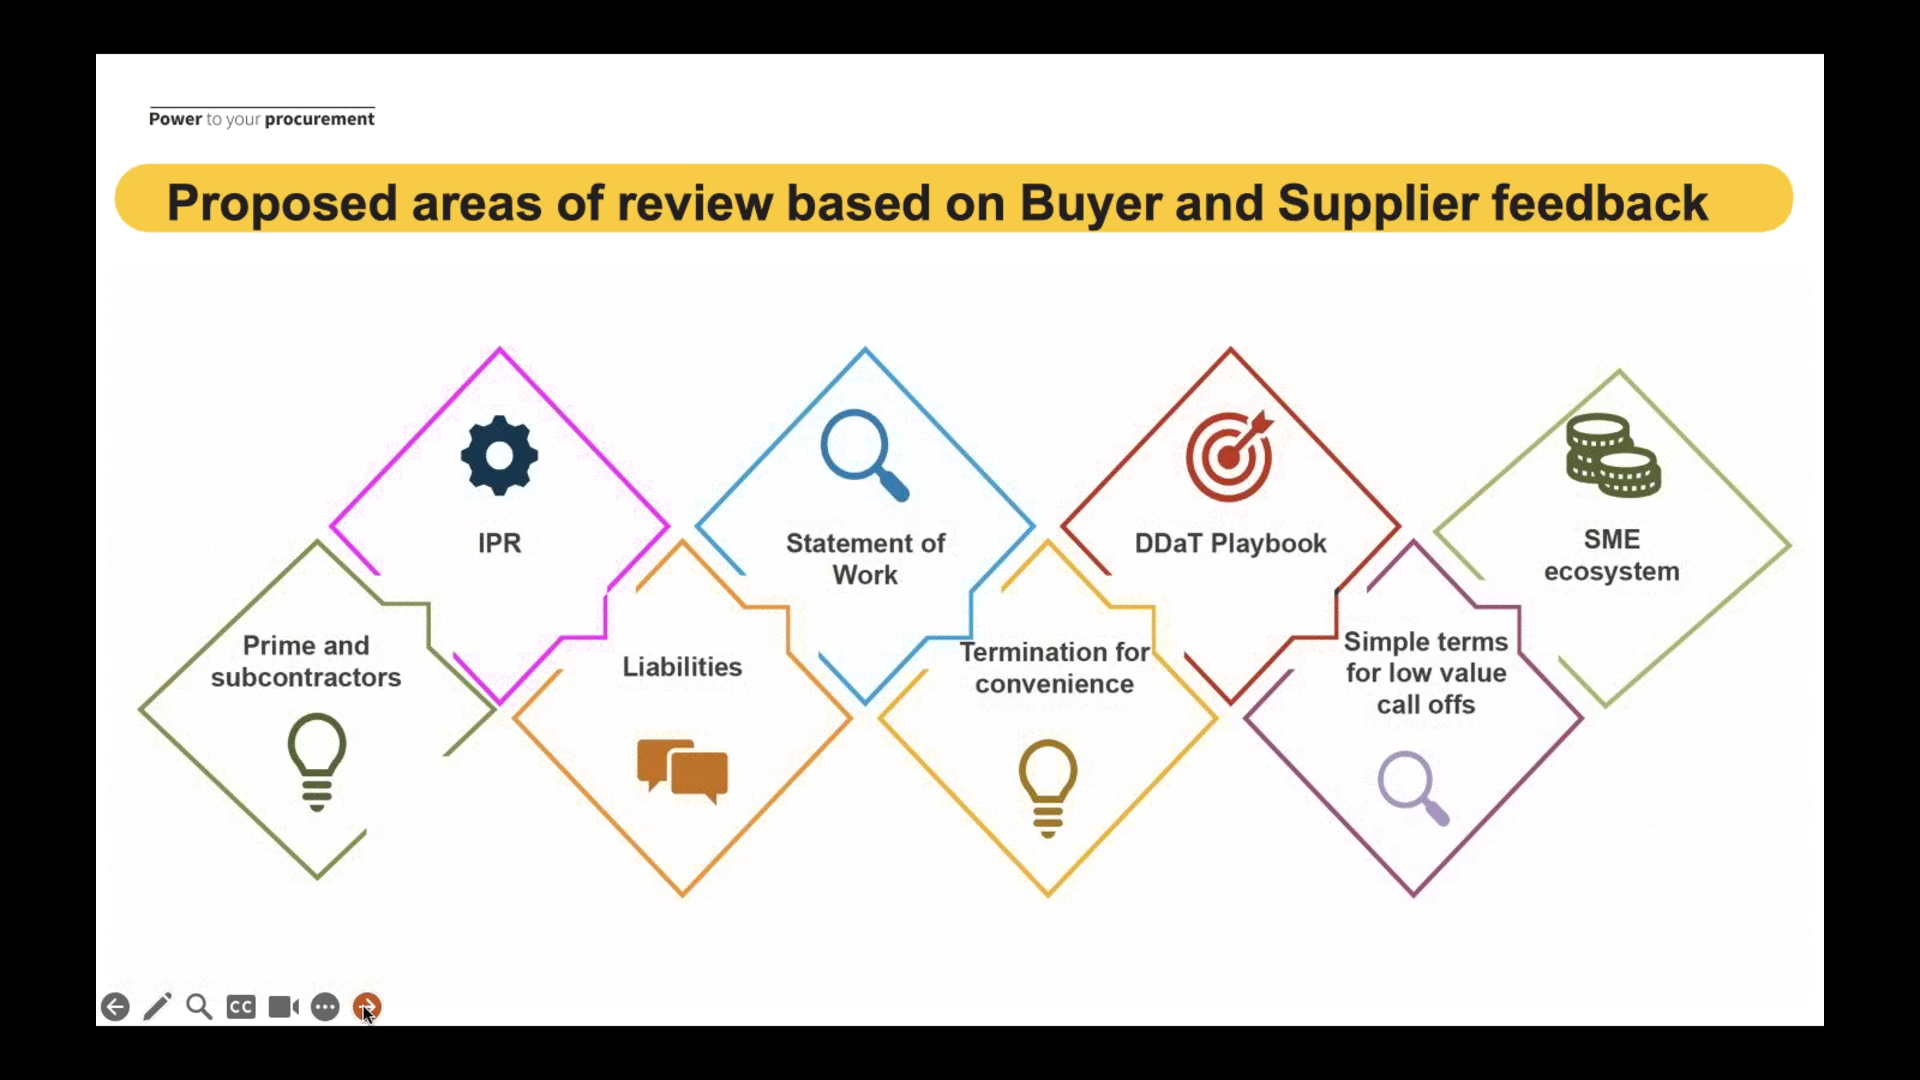 Power to your procurement
Proposed areas of review based on Buyer and Supplier feedback
IPR
Statement of
Work
DDaT Playbook
SME
ecosystem
Prime and
subcontractors
Liabilities
Termination for
convenience
Simple terms
for low value
call offs
CC